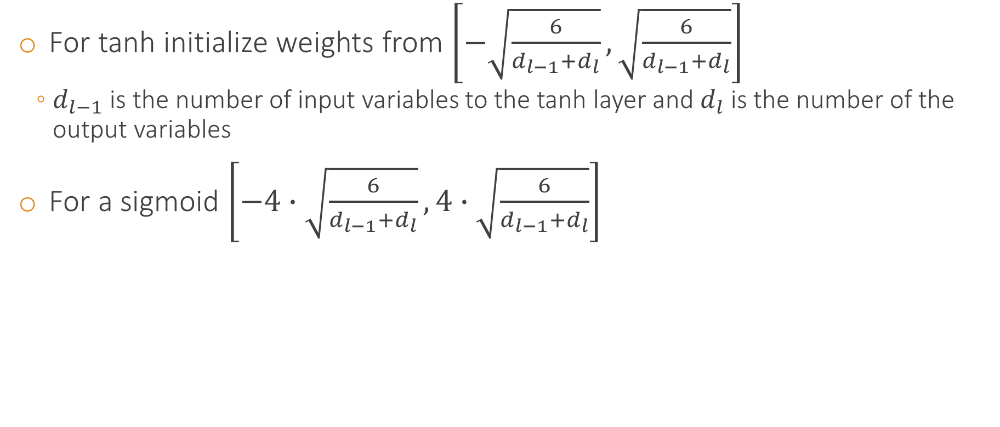 ○ For tanh initialize weights from $\left[-\sqrt{\frac{6}{d_{l-1}+d_l}}, \sqrt{\frac{6}{d_{l-1}+d_l}}\right]$
◦ $d_{l-1}$ is the number of input variables to the tanh layer and $d_l$ is the number of the
output variables
○ For a sigmoid $\left[-4 \cdot \sqrt{\frac{6}{d_{l-1}+d_l}}, 4 \cdot \sqrt{\frac{6}{d_{l-1}+d_l}}\right]$